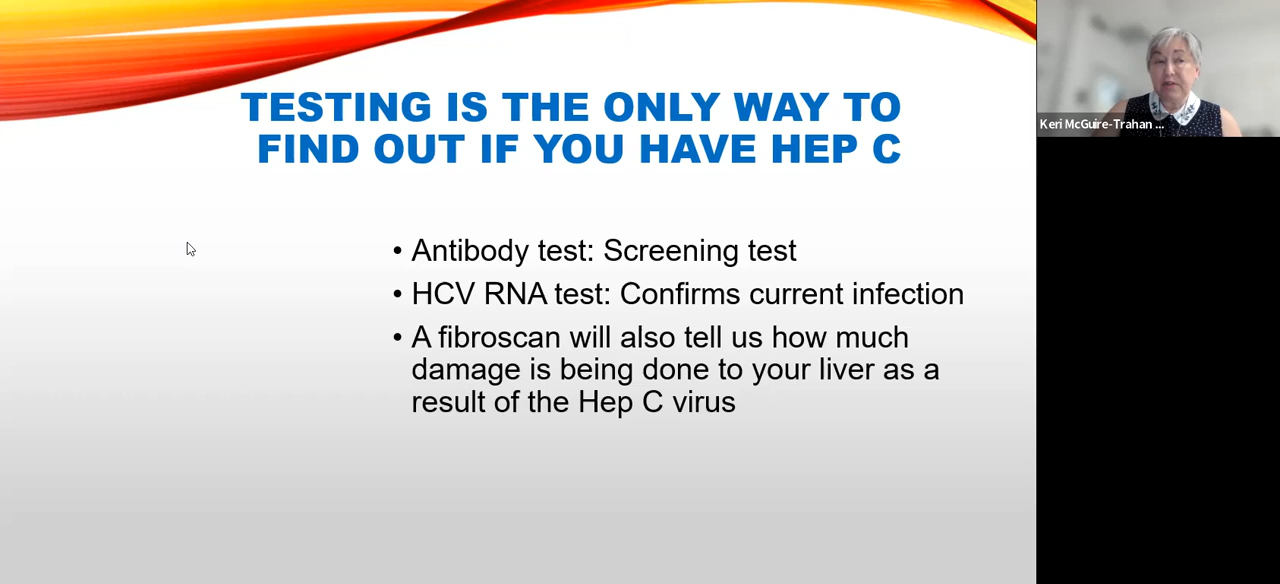 TESTING IS THE ONLY WAY TO
FIND OUT IF YOU HAVE HEP C
• Antibody test: Screening test
• HCV RNA test: Confirms current infection
• A fibroscan will also tell us how much
damage is being done to your liver as a
result of the Hep C virus
Keri McGuire-Trahan ...